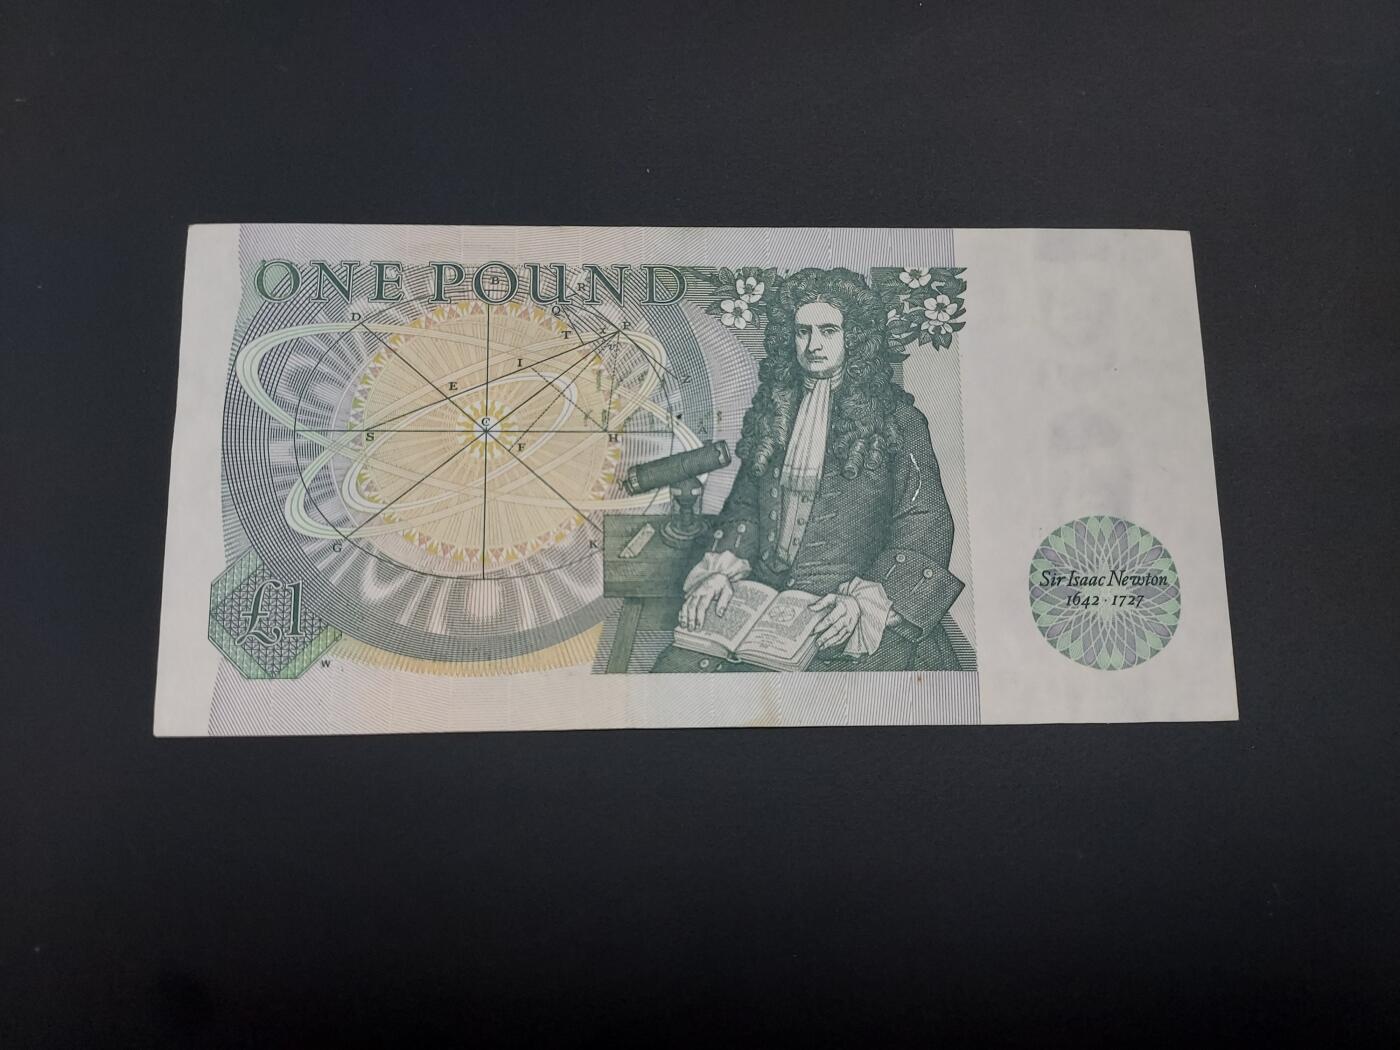 ONE POUND
B
R
D
Q
P
T
X
V
I
Z
E
C
S
H
F
G
K
£1
W
Sir Isaac Newton
1642 · 1727